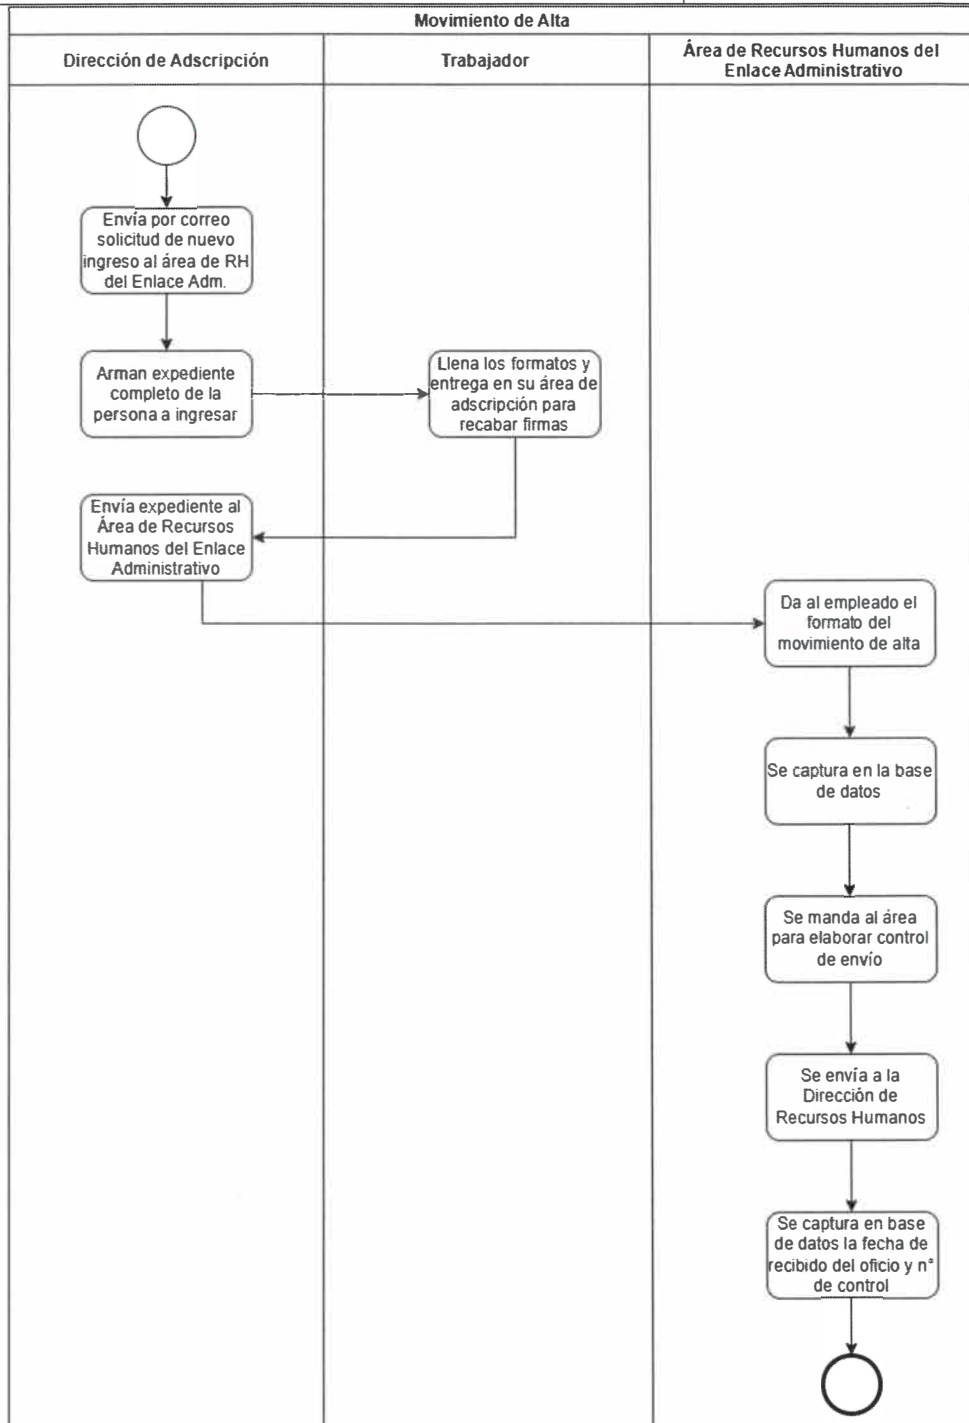 Movimiento de Alta
Dirección de Adscripción
Trabajador
Área de Recursos Humanos del
Enlace Administrativo
Envía por correo
solicitud de nuevo
ingreso al área de RH
del Enlace Adm.
Arman expediente
completo de la
persona a ingresar
Llena los formatos y
entrega en su área de
adscripción para
recabar firmas
Envía expediente al
Área de Recursos
Humanos del Enlace
Administrativo
Da al empleado el
formato del
movimiento de alta
Se captura en la base
de datos
Se manda al área
para elaborar control
de envío
Se envía a la
Dirección de
Recursos Humanos
Se captura en base
de datos la fecha de
recibido del oficio y n°
de control